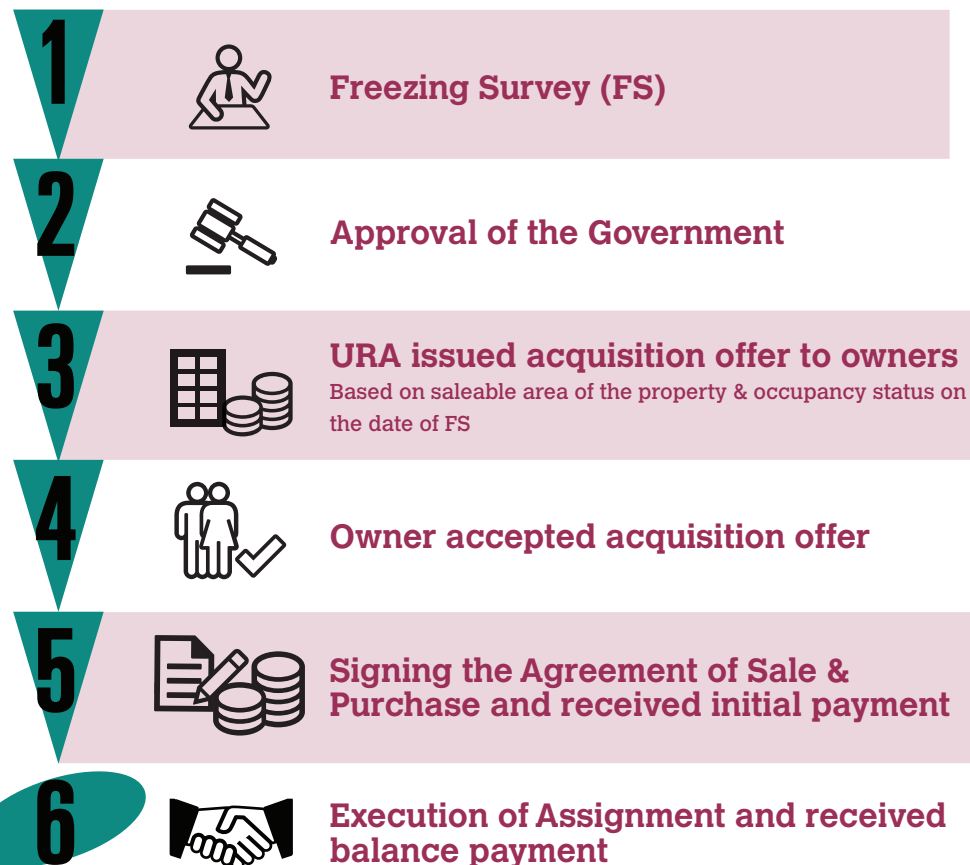 1
Freezing Survey (FS)
2
Approval of the Government
3
URA issued acquisition offer to owners
Based on saleable area of the property & occupancy status on
the date of FS
4
Owner accepted acquisition offer
5
Signing the Agreement of Sale &
Purchase and received initial payment
6
Execution of Assignment and received
balance payment